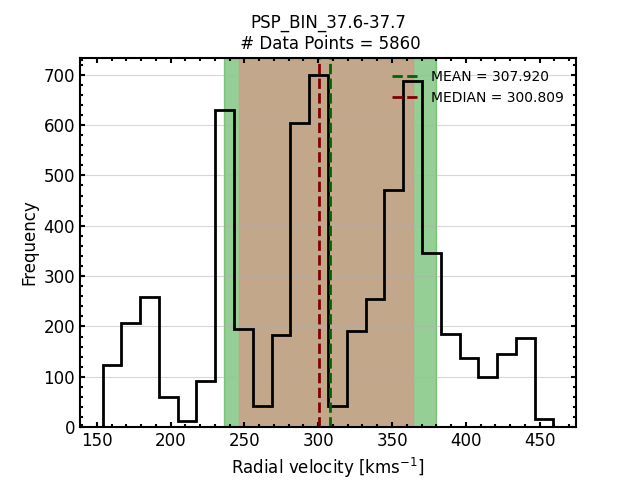 PSP_BIN_37.6-37.7
# Data Points = 5860
MEAN = 307.920
MEDIAN = 300.809
700
600
500
400
300
200
100
0
Frequency
150 200 250 300 350 400 450
Radial velocity [kms⁻¹]